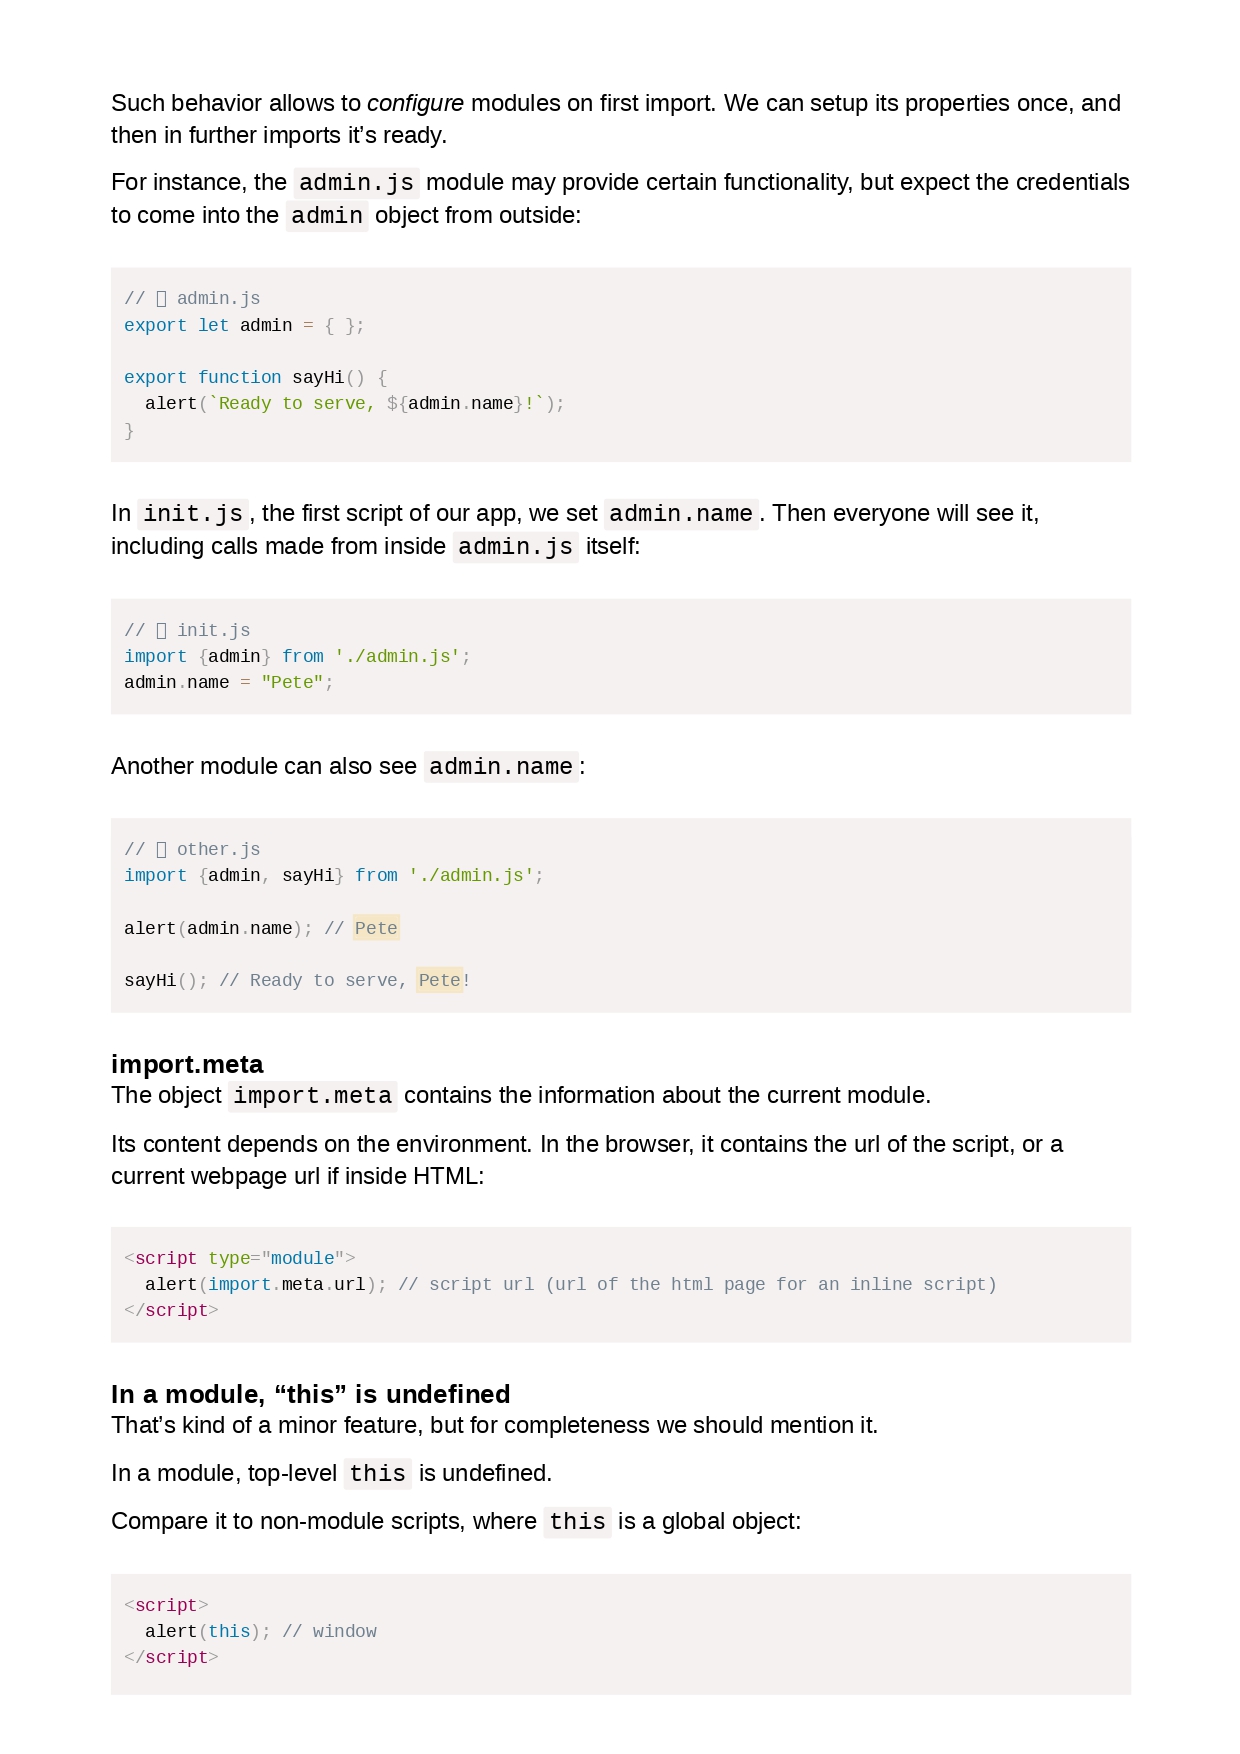 Such behavior allows to configure modules on first import. We can setup its properties once, and
then in further imports it’s ready.
For instance, the admin.js module may provide certain functionality, but expect the credentials
to come into the admin object from outside:
// admin.js
export let admin = { };
export function sayHi() {
  alert(`Ready to serve, ${admin.name}!`);
}
In init.js, the first script of our app, we set admin.name. Then everyone will see it,
including calls made from inside admin.js itself:
// init.js
import {admin} from './admin.js';
admin.name = "Pete";
Another module can also see admin.name:
// other.js
import {admin, sayHi} from './admin.js';
alert(admin.name); // Pete
sayHi(); // Ready to serve, Pete!
import.meta
The object import.meta contains the information about the current module.
Its content depends on the environment. In the browser, it contains the url of the script, or a
current webpage url if inside HTML:
<script type="module">
  alert(import.meta.url); // script url (url of the html page for an inline script)
</script>
In a module, “this” is undefined
That’s kind of a minor feature, but for completeness we should mention it.
In a module, top-level this is undefined.
Compare it to non-module scripts, where this is a global object:
<script>
  alert(this); // window
</script>